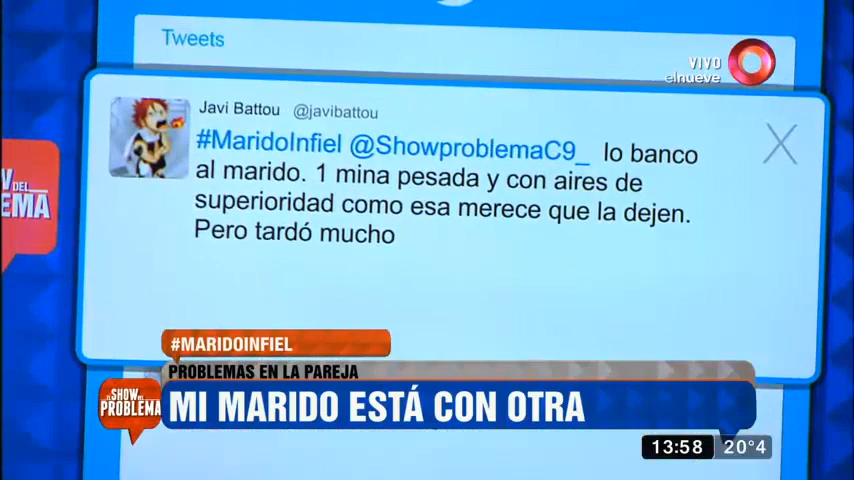 Tweets
VIVO
elnueve
Javi Battou @javibattou
#MaridoInfiel @ShowproblemaC9_ lo banco
al marido. 1 mina pesada y con aires de
superioridad como esa merece que la dejen.
Pero tardó mucho
DEL
EMA
#MARIDOINFIEL
PROBLEMAS EN LA PAREJA
EL SHOW DEL
PROBLEMA
MI MARIDO ESTÁ CON OTRA
13:58 20°4